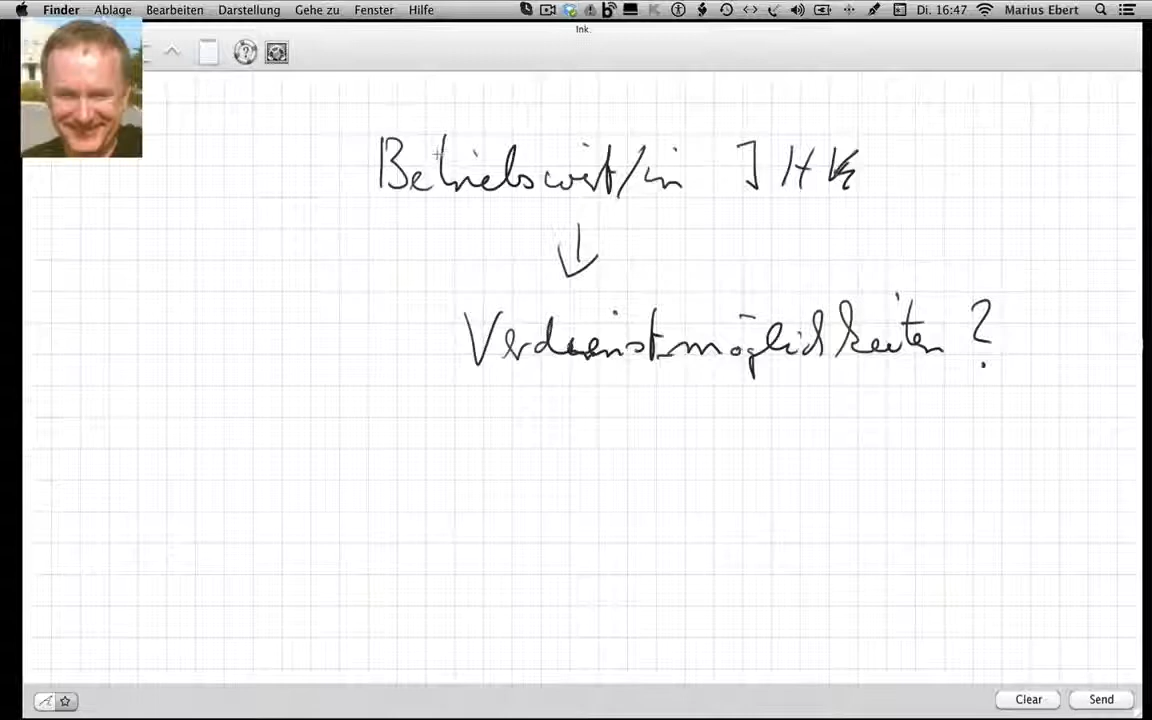 Finder Ablage Bearbeiten Darstellung Gehe zu Fenster Hilfe Di. 16:47 Marius Ebert
Ink.
Betriebswirt/in IHK
Verdienstmöglichkeiten?
Clear Send